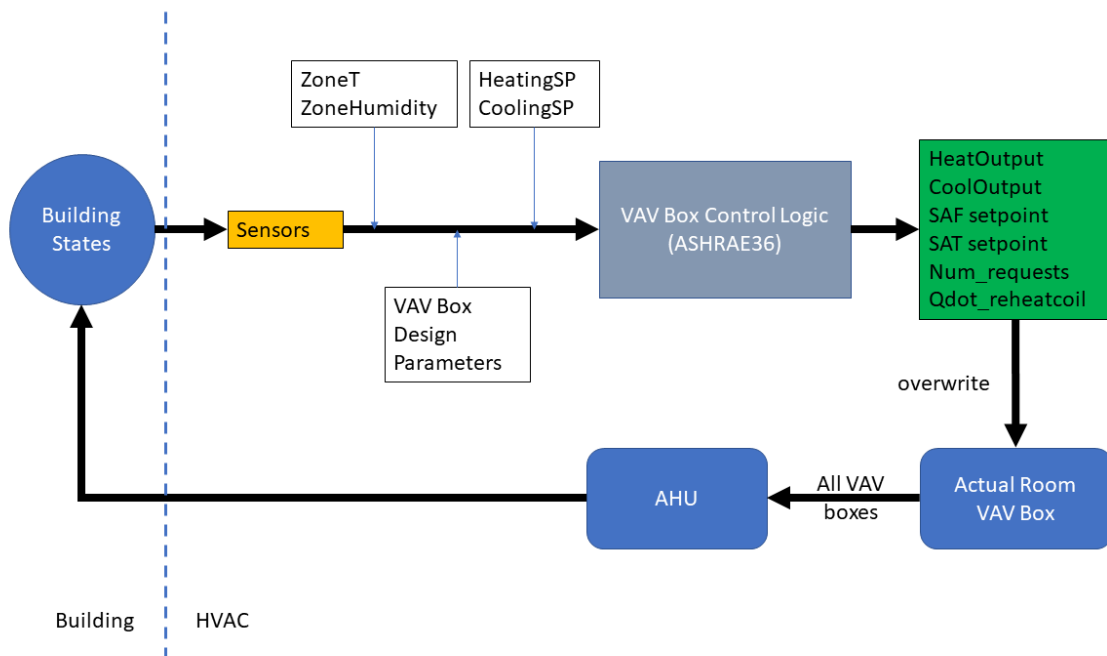 ZoneT
ZoneHumidity
HeatingSP
CoolingSP
Building
States
Sensors
VAV Box
Design
Parameters
VAV Box Control Logic
(ASHRAE36)
HeatOutput
CoolOutput
SAF setpoint
SAT setpoint
Num_requests
Qdot_reheatcoil
overwrite
Actual Room
VAV Box
All VAV
boxes
AHU
Building
HVAC